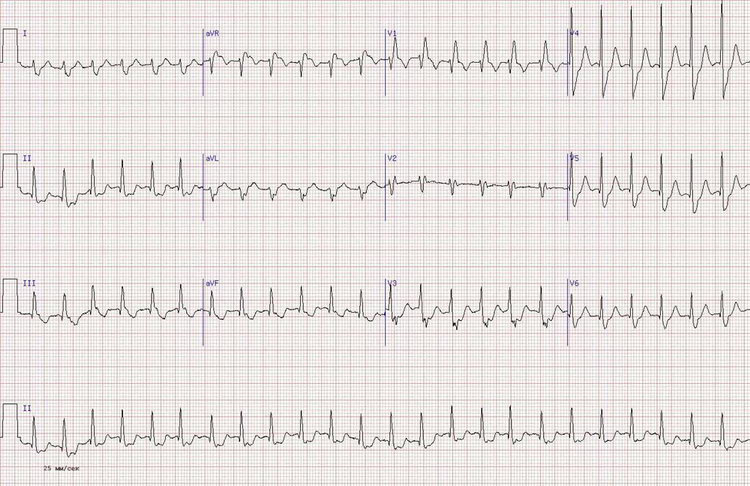 I aVR V1 V4
II aVL V2 V5
III aVF V3 V6
II
25 мм/сек